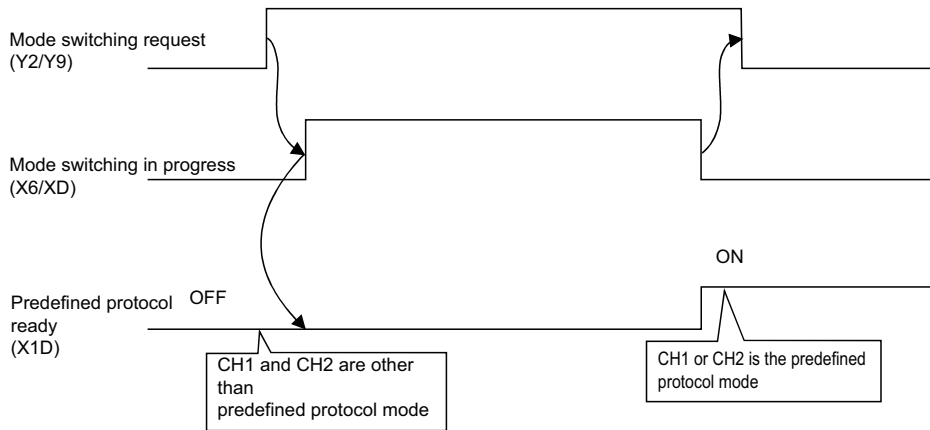 Mode switching request
(Y2/Y9)
Mode switching in progress
(X6/XD)
ON
OFF
Predefined protocol
ready
(X1D)
CH1 and CH2 are other
than
predefined protocol mode
CH1 or CH2 is the predefined
protocol mode